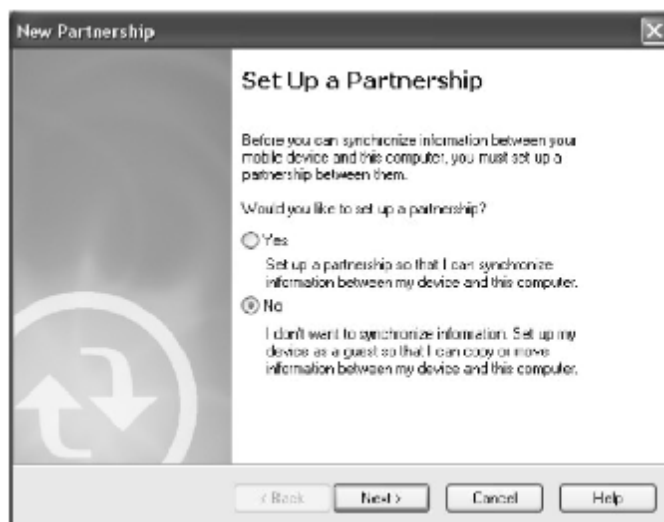 New Partnership
Set Up a Partnership
Before you can synchronize information between your
mobile device and this computer, you must set up a
partnership between them.
Would you like to set up a partnership?
Yes
Set up a partnership so that I can synchronize
information between my device and this computer.
No
I don't want to synchronize information. Set up my
device as a guest so that I can copy or move
information between my device and this computer.
< Back Next > Cancel Help